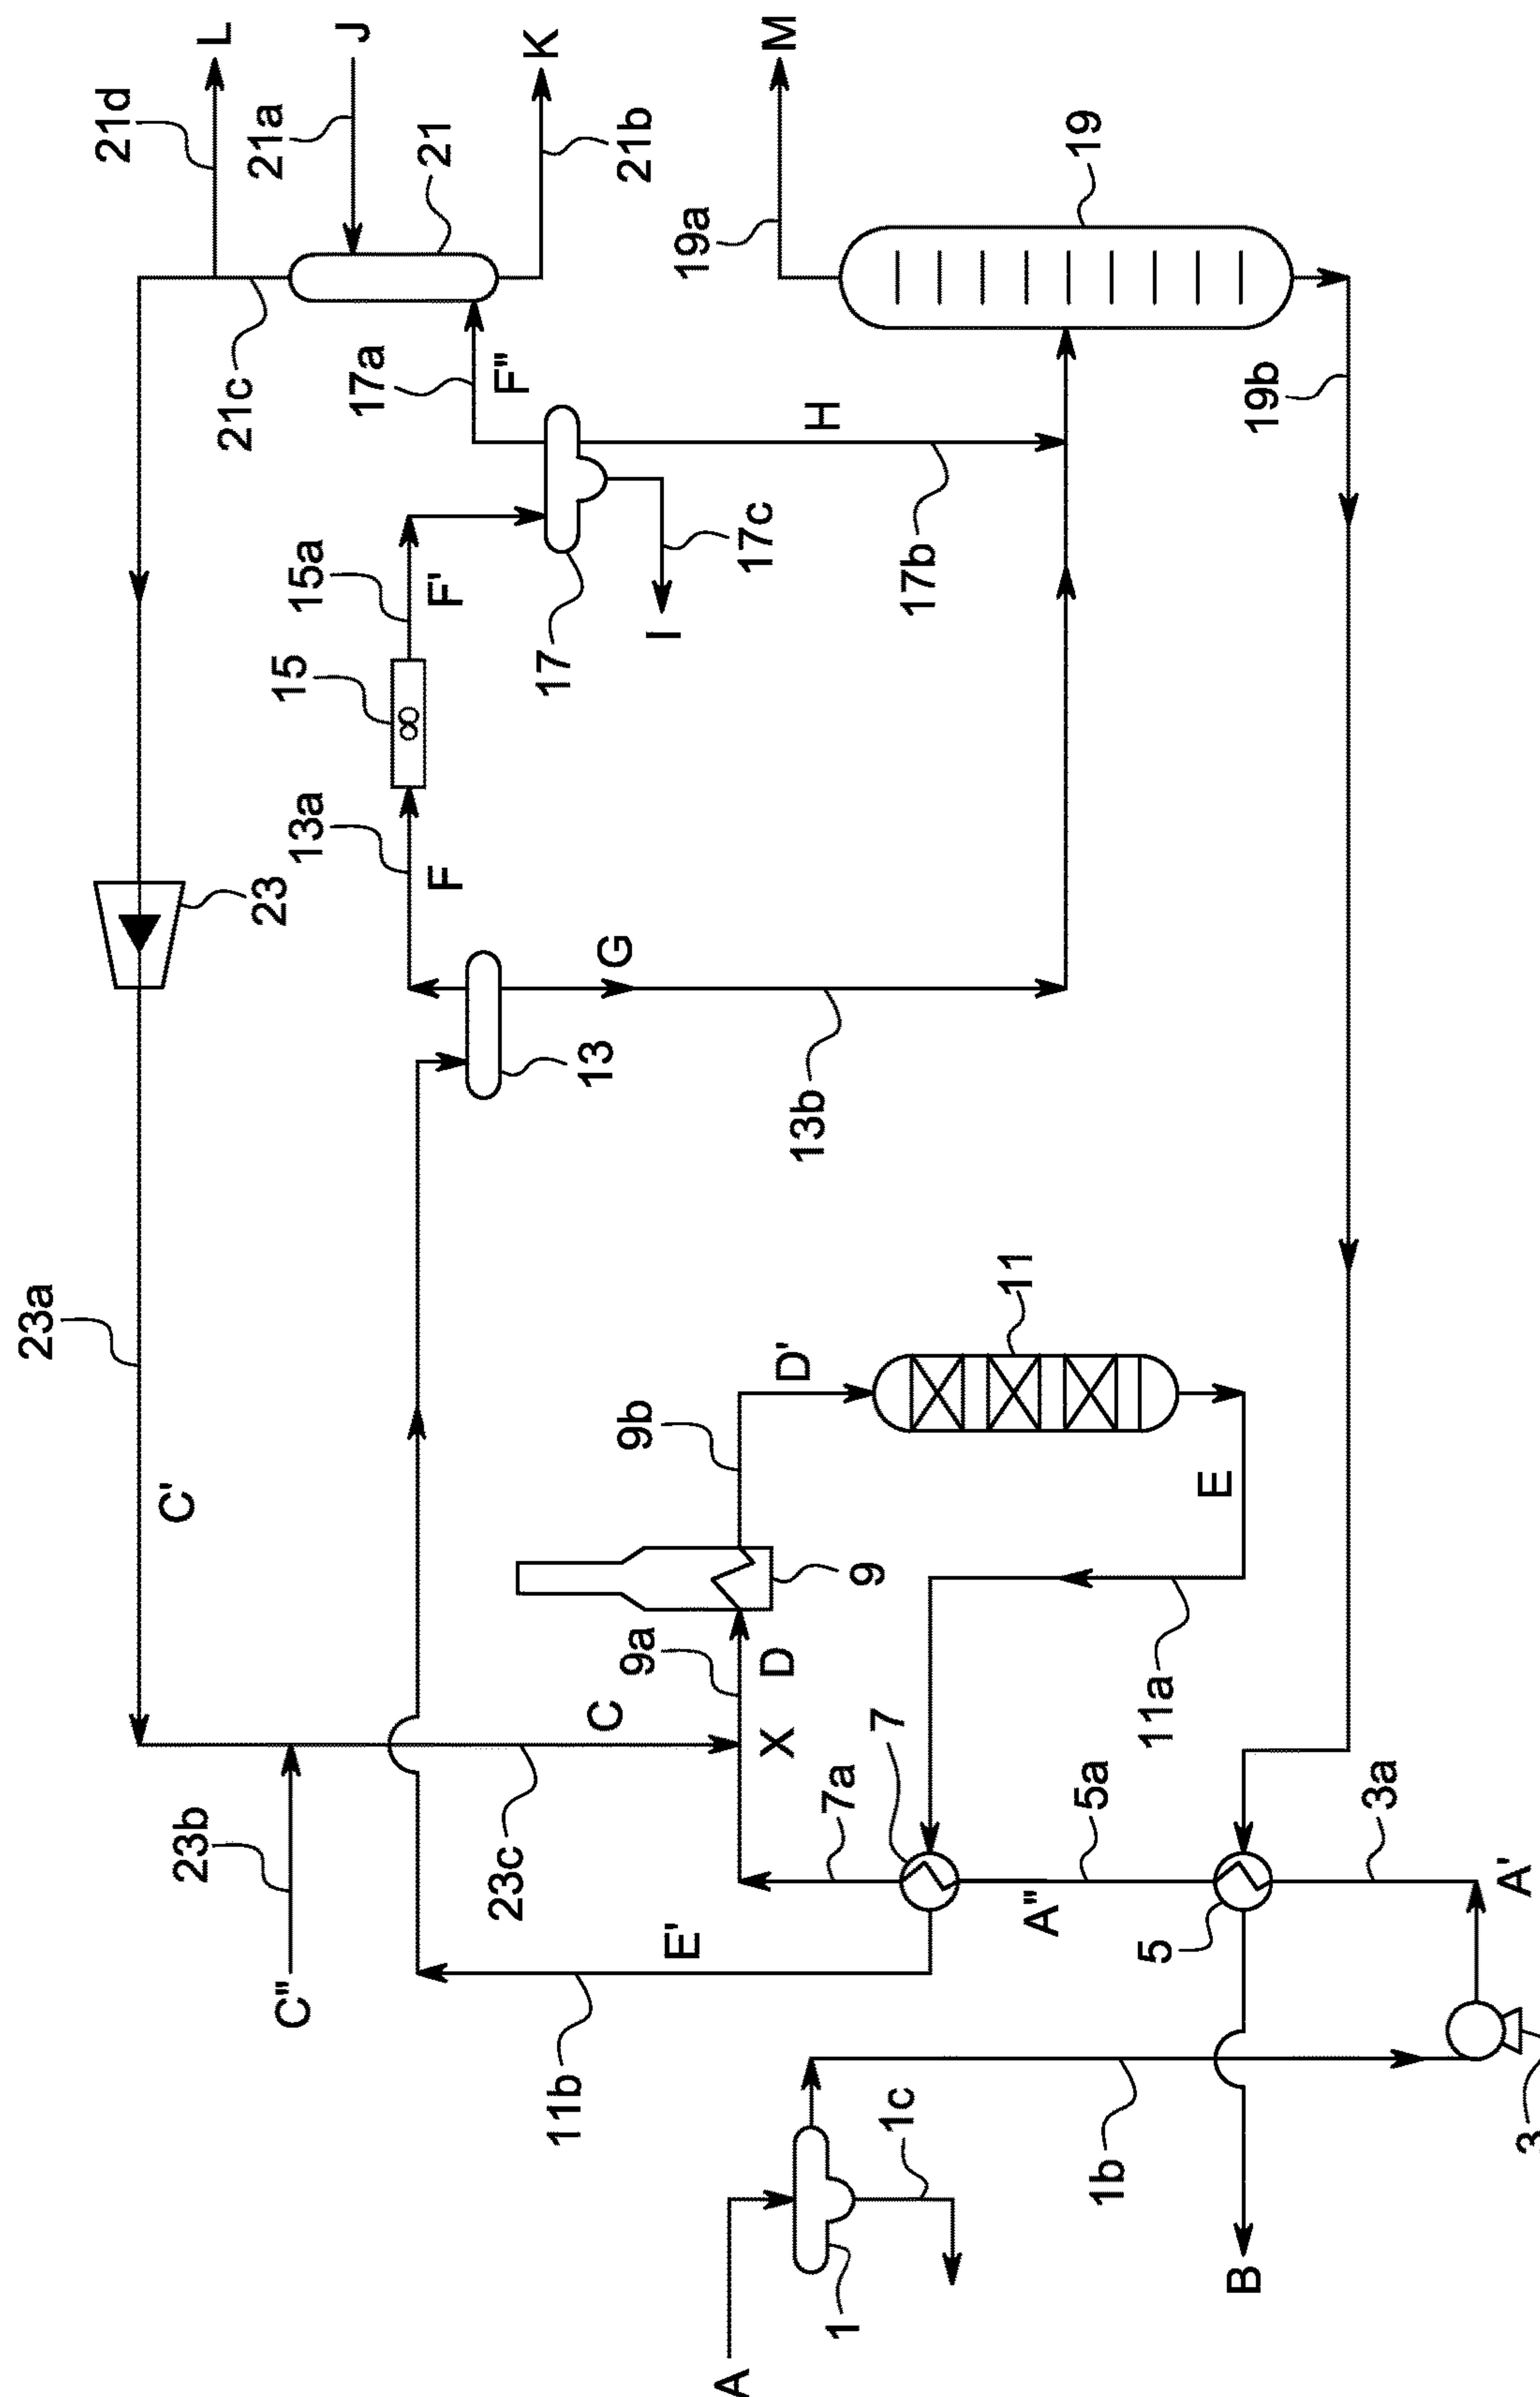 L
J
K
M
21d
21a
21
21b
19a
19
21c
17a
F"
H
19b
15a
F'
17c
17b
I
17
15
13a
F
23
G
13
13b
23a
11
D'
9b
C'
E
9
9a
D
C
X
7
11a
23b
23c
7a
5a
3a
C"
E'
A"
A'
5
11b
1c
1b
3
1
B
A